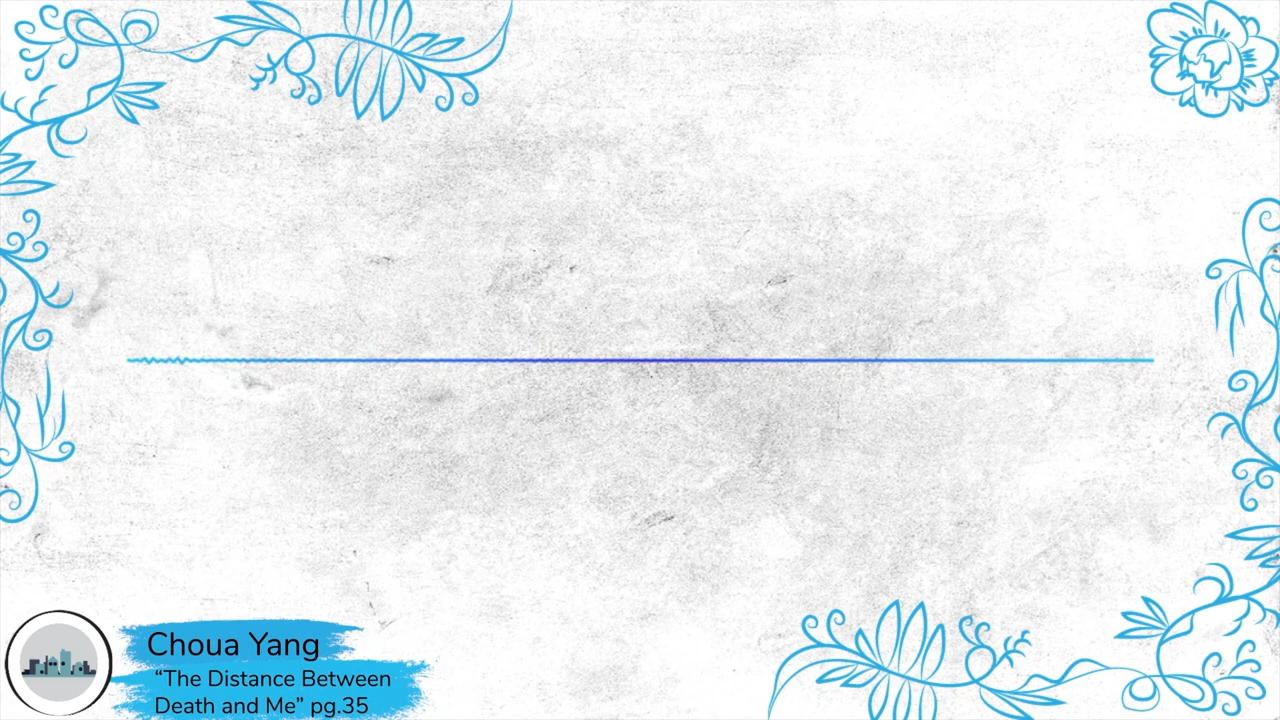 Choua Yang
“The Distance Between
Death and Me” pg.35